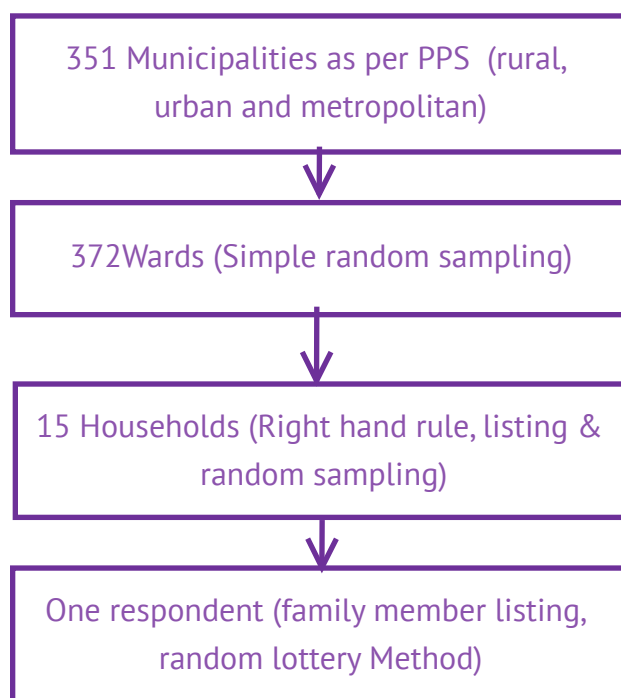 351 Municipalities as per PPS (rural,
urban and metropolitan)
372Wards (Simple random sampling)
15 Households (Right hand rule, listing &
random sampling)
One respondent (family member listing,
random lottery Method)